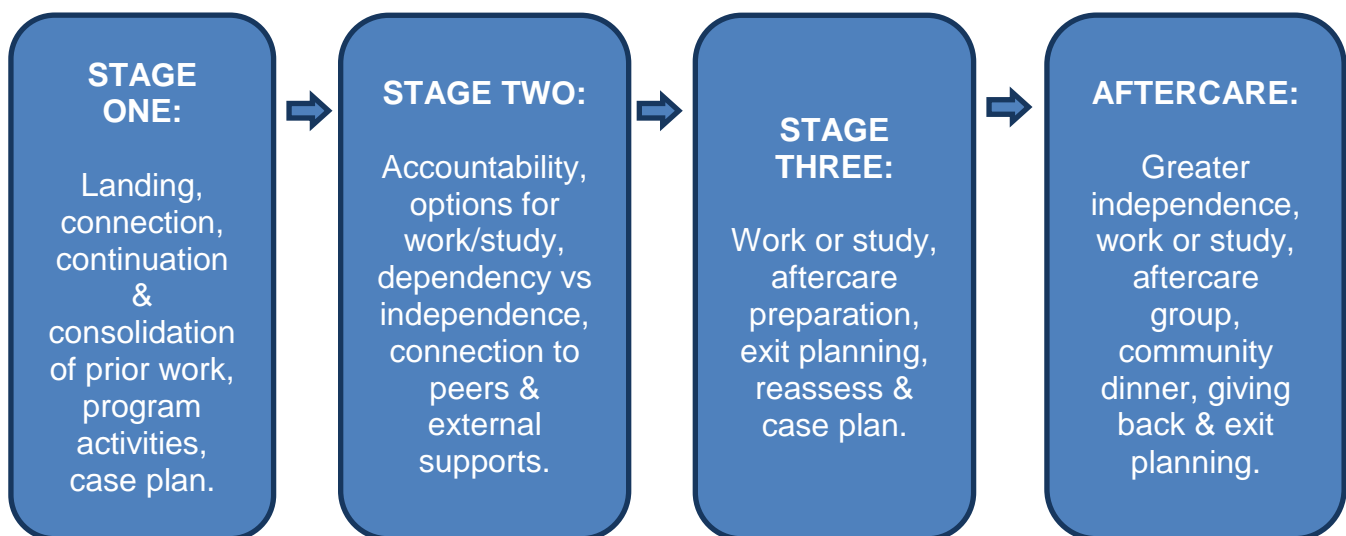 STAGE
ONE:
Landing,
connection,
continuation
&
consolidation
of prior work,
program
activities,
case plan.
STAGE TWO:
Accountability,
options for
work/study,
dependency vs
independence,
connection to
peers &
external
supports.
STAGE
THREE:
Work or study,
aftercare
preparation,
exit planning,
reassess &
case plan.
AFTERCARE:
Greater
independence,
work or study,
aftercare
group,
community
dinner, giving
back & exit
planning.